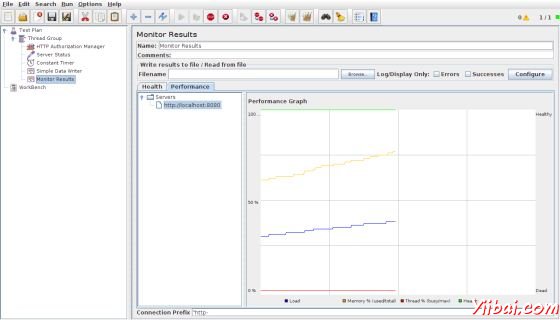 File Edit Search Run Options Help
0 1 / 1
Test Plan
Thread Group
HTTP Authorization Manager
Server Status
Constant Timer
Simple Data Writer
Monitor Results
WorkBench
Monitor Results
Name: Monitor Results
Comments:
Write results to file / Read from file
Filename Browse... Log/Display Only: Errors Successes Configure
Health Performance
Servers
http://localhost:8080
Performance Graph
100 ... Healthy
50 %
0 % Dead
Load Memory % (used/total) Thread % (busy/max)
Connection Prefix "http-
Yiibai.com